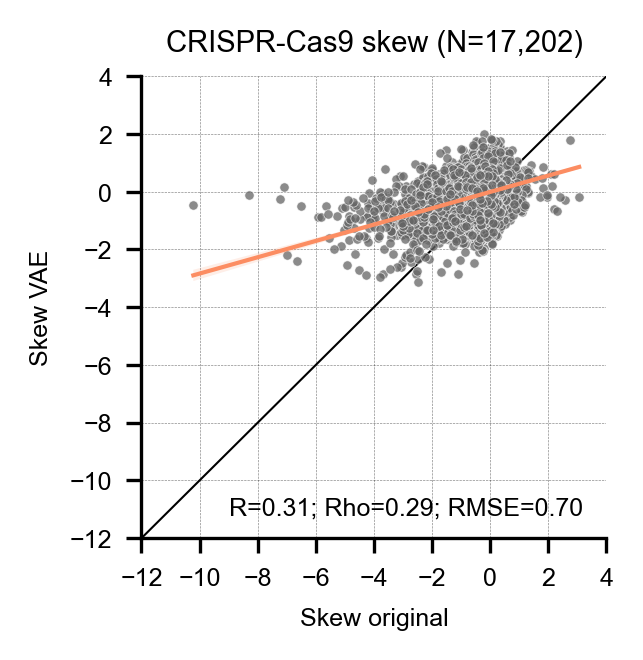 CRISPR-Cas9 skew (N=17,202)
4
2
0
−2
−4
−6
−8
−10
−12
Skew VAE
R=0.31; Rho=0.29; RMSE=0.70
−12 −10 −8 −6 −4 −2 0 2 4
Skew original